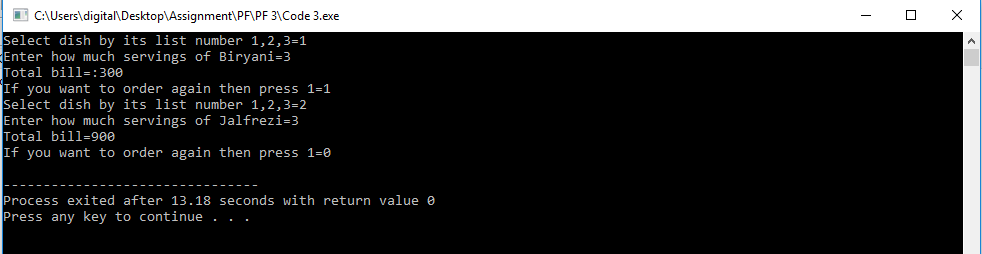 C:\Users\digital\Desktop\Assignment\PF\PF 3\Code 3.exe
Select dish by its list number 1,2,3=1
Enter how much servings of Biryani=3
Total bill=:300
If you want to order again then press 1=1
Select dish by its list number 1,2,3=2
Enter how much servings of Jalfrezi=3
Total bill=900
If you want to order again then press 1=0
--------------------------------
Process exited after 13.18 seconds with return value 0
Press any key to continue . . .